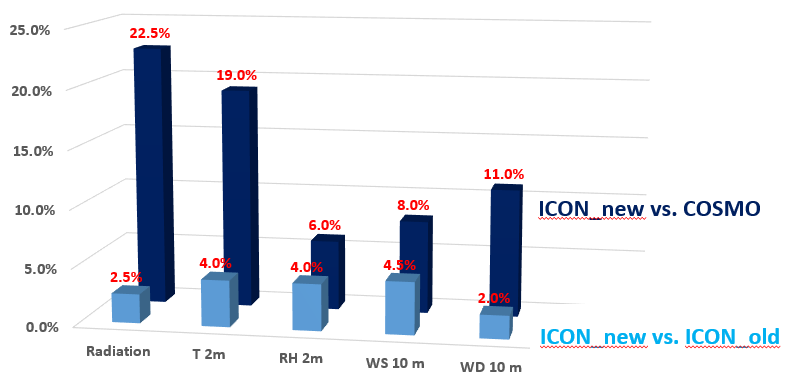 25.0%
20.0%
15.0%
10.0%
5.0%
0.0%
22.5%
19.0%
6.0%
8.0%
11.0%
2.5%
4.0%
4.0%
4.5%
2.0%
ICON_new vs. COSMO
ICON_new vs. ICON_old
Radiation
T 2m
RH 2m
WS 10 m
WD 10 m